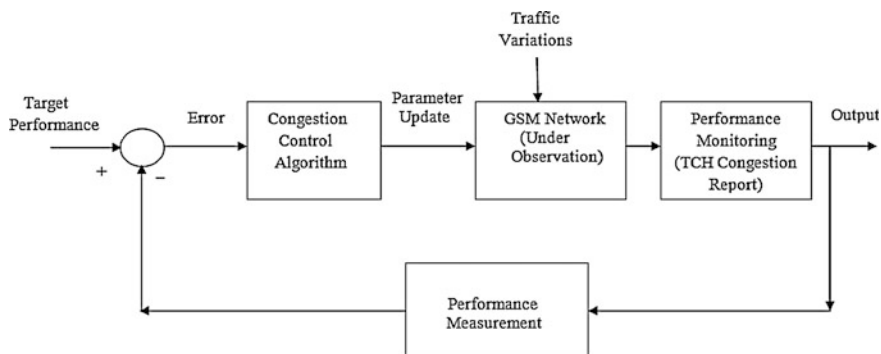 Traffic
Variations
Target
Performance
Error
Congestion
Control
Algorithm
Parameter
Update
GSM Network
(Under
Observation)
Performance
Monitoring
(TCH Congestion
Report)
Output
+
−
Performance
Measurement